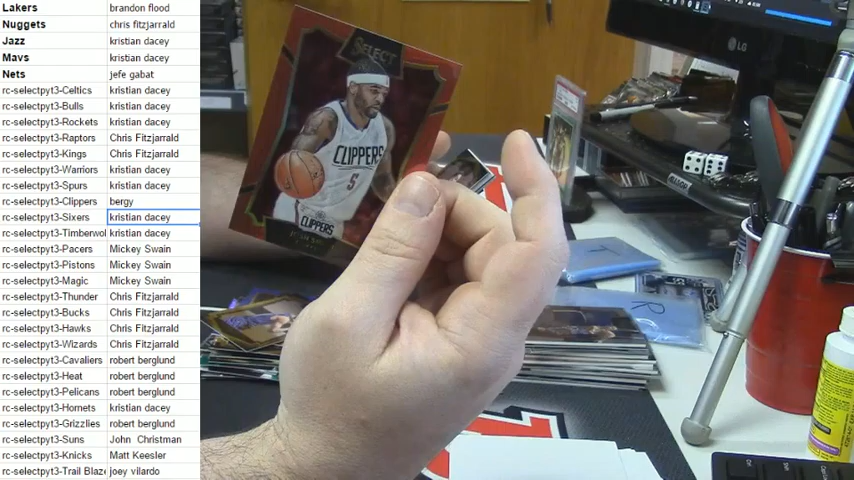 Lakers brandon flood
Nuggets chris fitzjarrald
Jazz kristian dacey
Mavs kristian dacey
Nets jefe gabat
rc-selectpyt3-Celtics kristian dacey
rc-selectpyt3-Bulls kristian dacey
rc-selectpyt3-Rockets kristian dacey
rc-selectpyt3-Raptors Chris Fitzjarrald
rc-selectpyt3-Kings Chris Fitzjarrald
rc-selectpyt3-Warriors kristian dacey
rc-selectpyt3-Spurs kristian dacey
rc-selectpyt3-Clippers bergy
rc-selectpyt3-Sixers kristian dacey
rc-selectpyt3-Timberwol kristian dacey
rc-selectpyt3-Pacers Mickey Swain
rc-selectpyt3-Pistons Mickey Swain
rc-selectpyt3-Magic Mickey Swain
rc-selectpyt3-Thunder Chris Fitzjarrald
rc-selectpyt3-Bucks Chris Fitzjarrald
rc-selectpyt3-Hawks Chris Fitzjarrald
rc-selectpyt3-Wizards Chris Fitzjarrald
rc-selectpyt3-Cavaliers robert berglund
rc-selectpyt3-Heat robert berglund
rc-selectpyt3-Pelicans robert berglund
rc-selectpyt3-Hornets kristian dacey
rc-selectpyt3-Grizzlies robert berglund
rc-selectpyt3-Suns John Christman
rc-selectpyt3-Knicks Matt Keesler
rc-selectpyt3-Trail Blaze joey vilardo
SELECT
CLIPPERS
5
CLIPPERS
LG
R